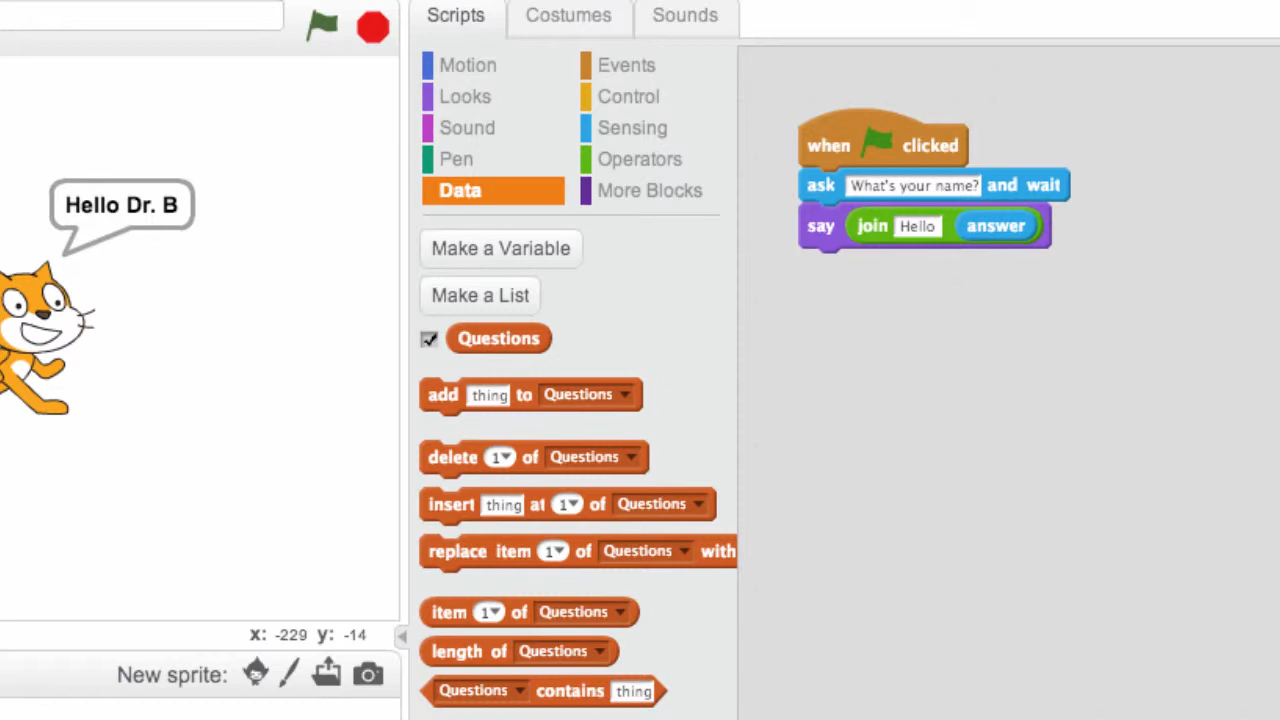 Scripts Costumes Sounds
Motion Events
Looks Control
Sound Sensing
Pen Operators
Data More Blocks
Make a Variable
Make a List
Questions
add thing to Questions
delete 1 of Questions
insert thing at 1 of Questions
replace item 1 of Questions with
item 1 of Questions
length of Questions
Questions contains thing
when clicked
ask What's your name? and wait
say join Hello answer
Hello Dr. B
x: -229 y: -14
New sprite: